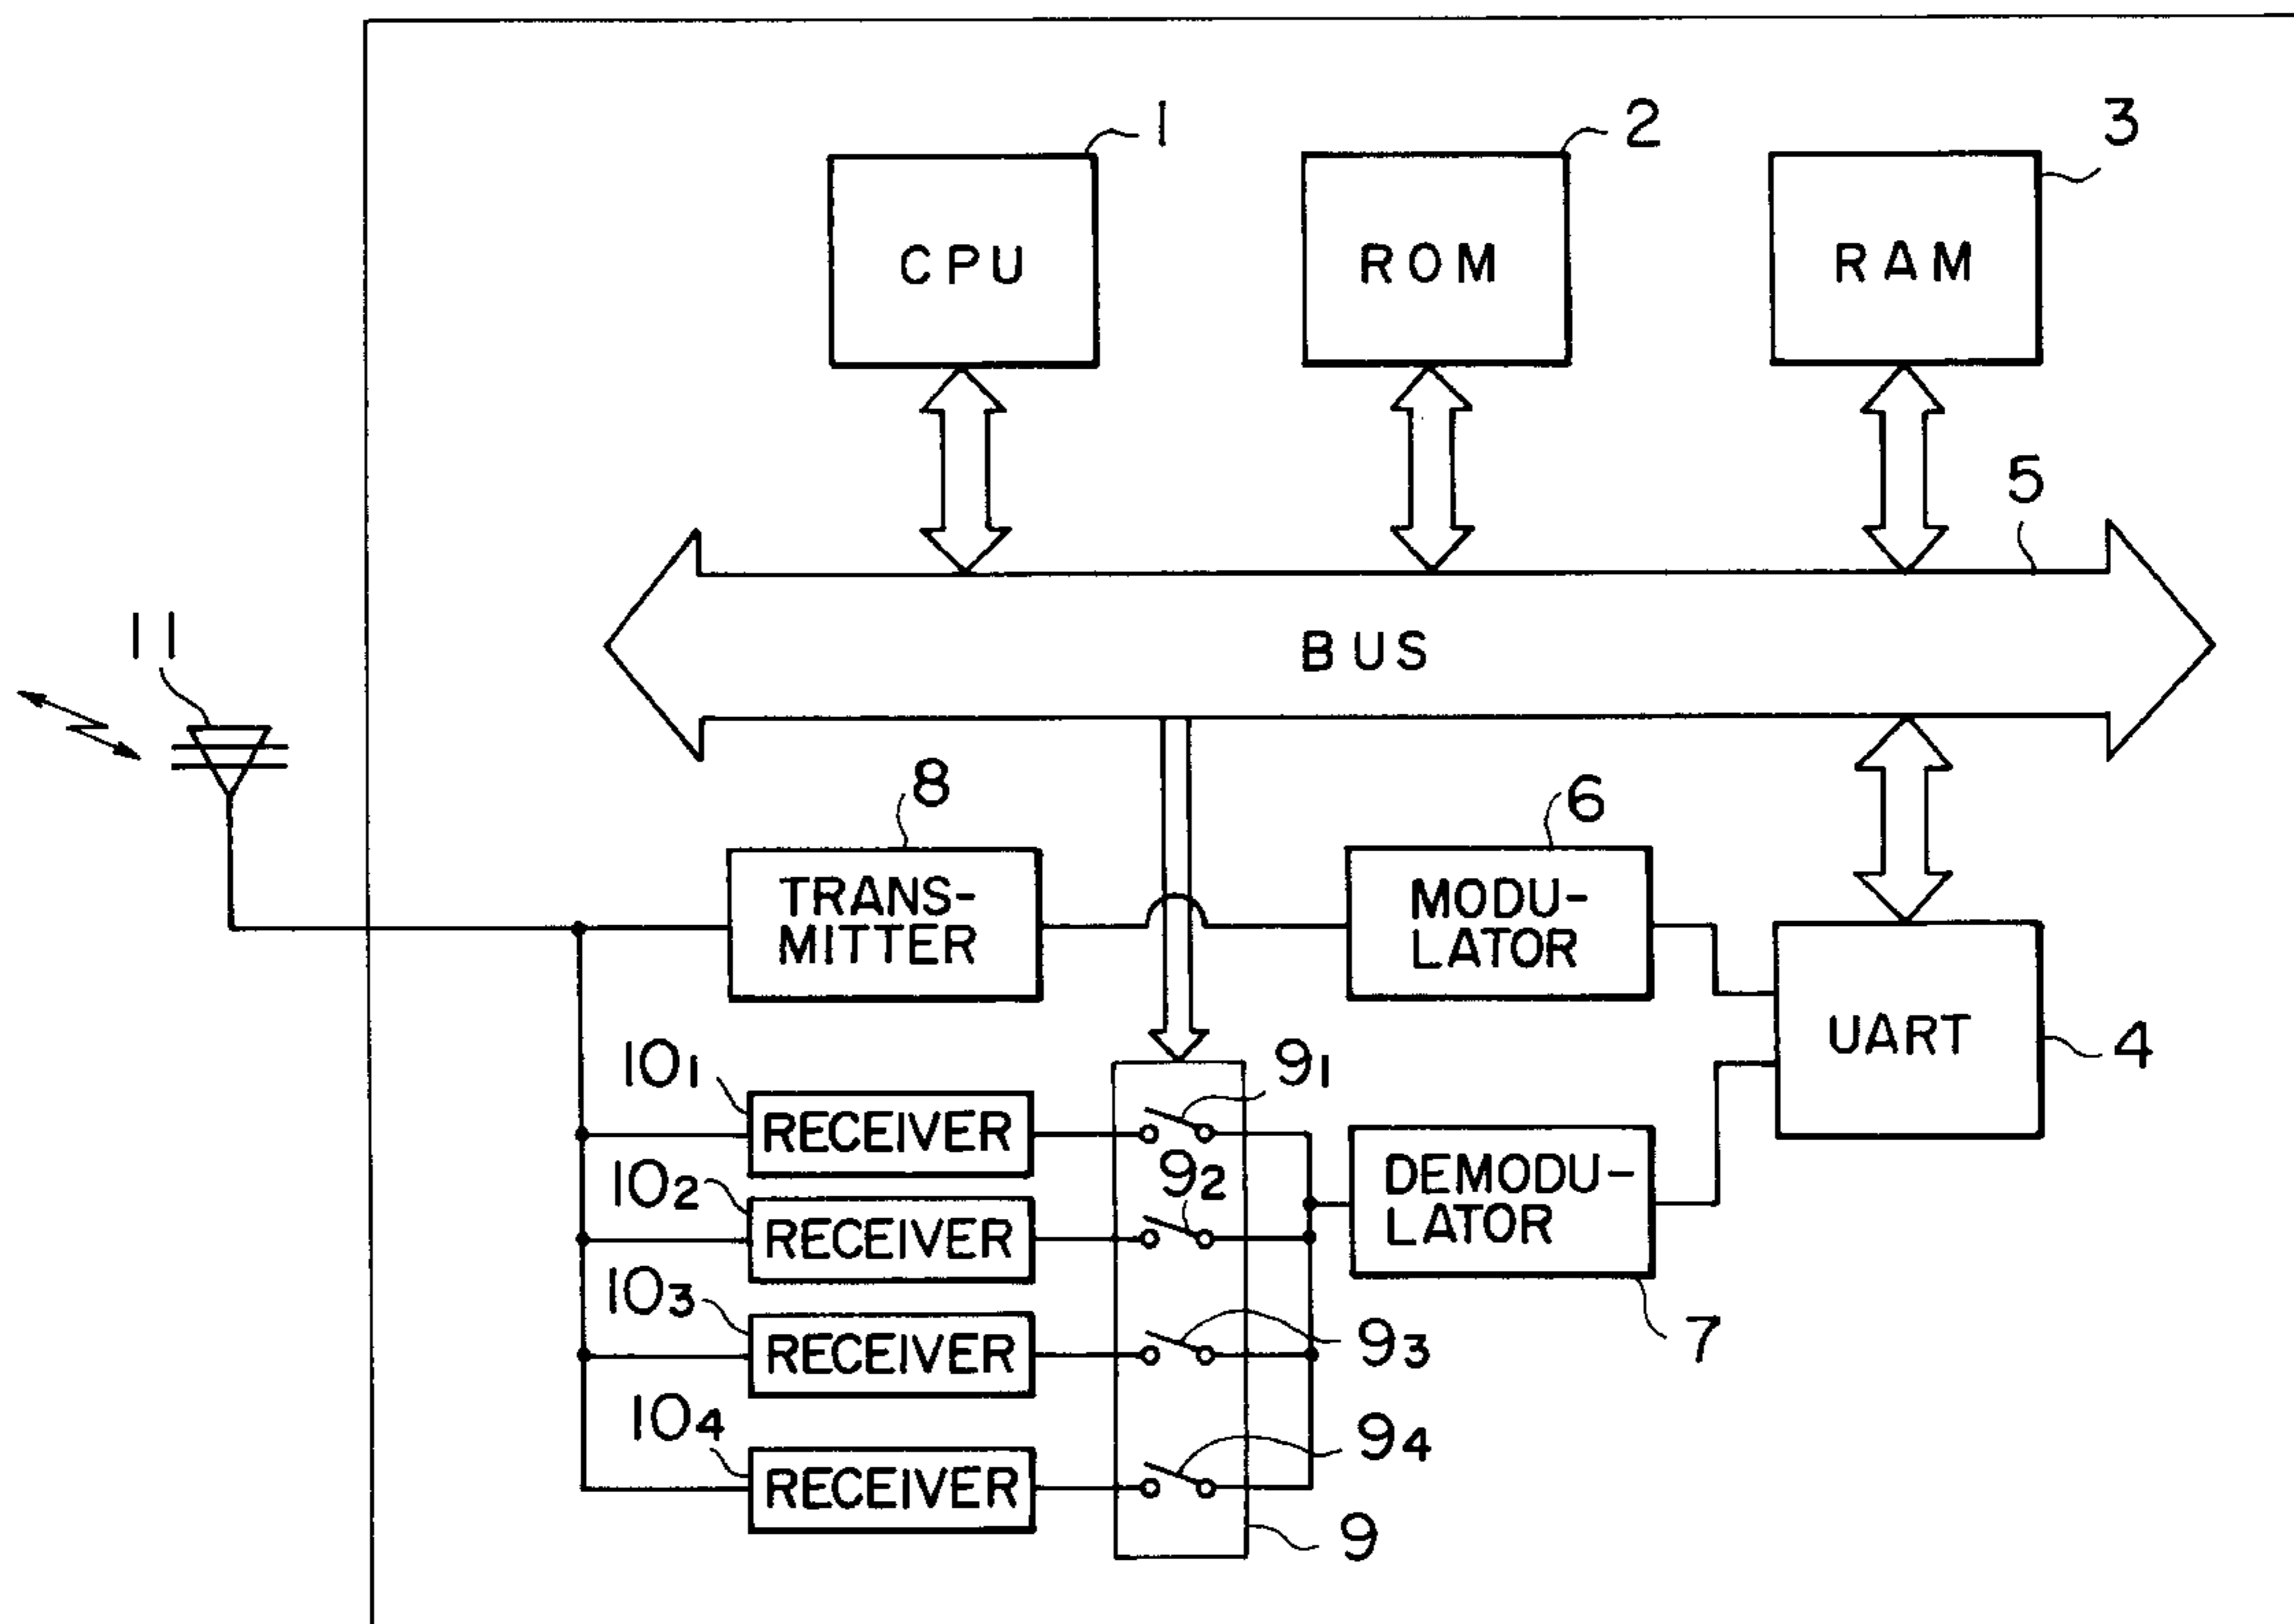 1
2
3
CPU
ROM
RAM
5
BUS
11
8
6
TRANS-
MITTER
MODU-
LATOR
UART
4
10₁
9₁
RECEIVER
10₂
9₂
RECEIVER
DEMODU-
LATOR
7
10₃
9₃
RECEIVER
10₄
9₄
RECEIVER
9